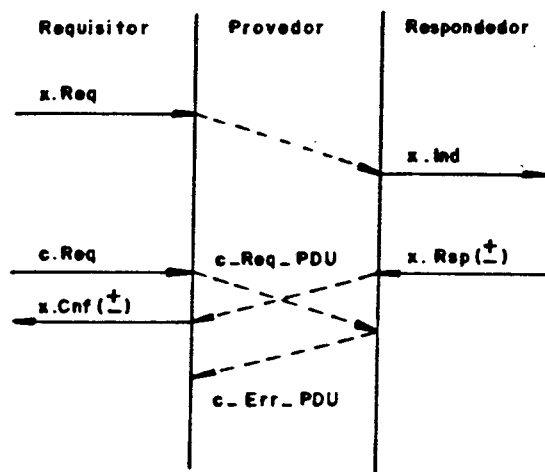 Requisitor Provedor Respondedor
x.Req
x.Ind
c.Req c_Req_PDU x.Rsp(±)
x.Cnf(±)
c_Err_PDU